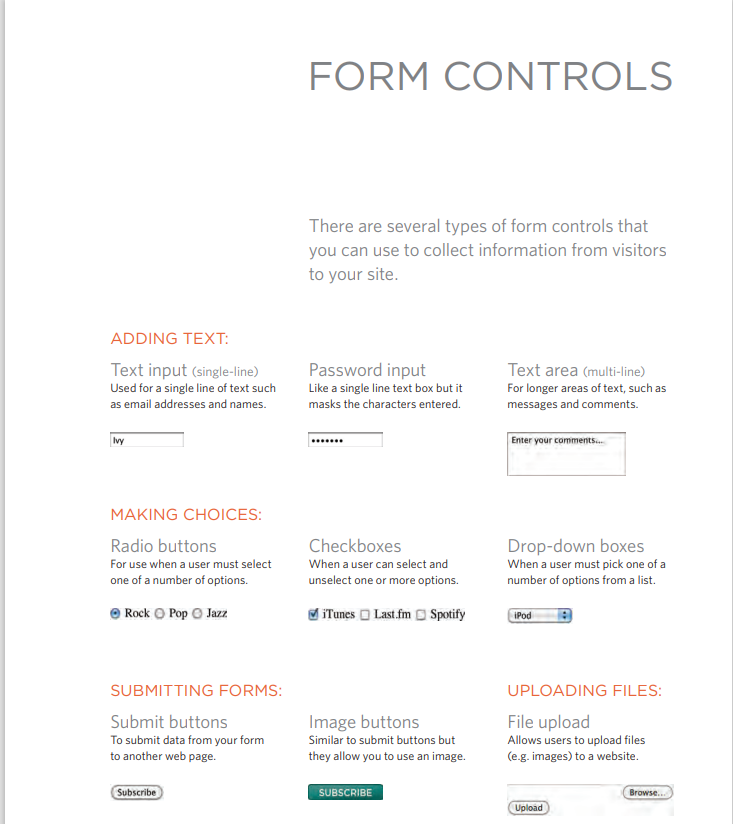 FORM CONTROLS
There are several types of form controls that
you can use to collect information from visitors
to your site.
ADDING TEXT:
Text input (single-line)
Used for a single line of text such
as email addresses and names.
Ivy
Password input
Like a single line text box but it
masks the characters entered.
•••••••
Text area (multi-line)
For longer areas of text, such as
messages and comments.
Enter your comments...
MAKING CHOICES:
Radio buttons
For use when a user must select
one of a number of options.
Rock Pop Jazz
Checkboxes
When a user can select and
unselect one or more options.
iTunes Last.fm Spotify
Drop-down boxes
When a user must pick one of a
number of options from a list.
iPod
SUBMITTING FORMS:
Submit buttons
To submit data from your form
to another web page.
Subscribe
Image buttons
Similar to submit buttons but
they allow you to use an image.
SUBSCRIBE
UPLOADING FILES:
File upload
Allows users to upload files
(e.g. images) to a website.
Browse...
Upload